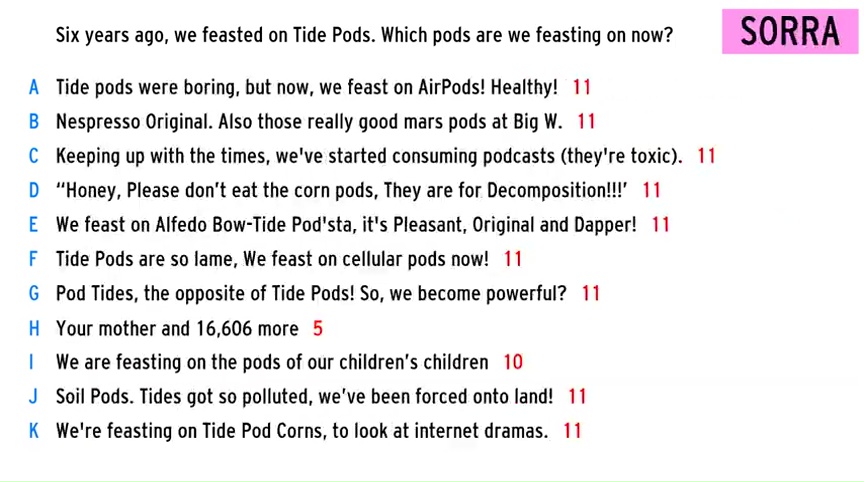 Six years ago, we feasted on Tide Pods. Which pods are we feasting on now?
SORRA
A Tide pods were boring, but now, we feast on AirPods! Healthy! 11
B Nespresso Original. Also those really good mars pods at Big W. 11
C Keeping up with the times, we've started consuming podcasts (they're toxic). 11
D “Honey, Please don’t eat the corn pods, They are for Decomposition!!!’ 11
E We feast on Alfedo Bow-Tide Pod'sta, it's Pleasant, Original and Dapper! 11
F Tide Pods are so lame, We feast on cellular pods now! 11
G Pod Tides, the opposite of Tide Pods! So, we become powerful? 11
H Your mother and 16,606 more 5
I We are feasting on the pods of our children’s children 10
J Soil Pods. Tides got so polluted, we’ve been forced onto land! 11
K We're feasting on Tide Pod Corns, to look at internet dramas. 11